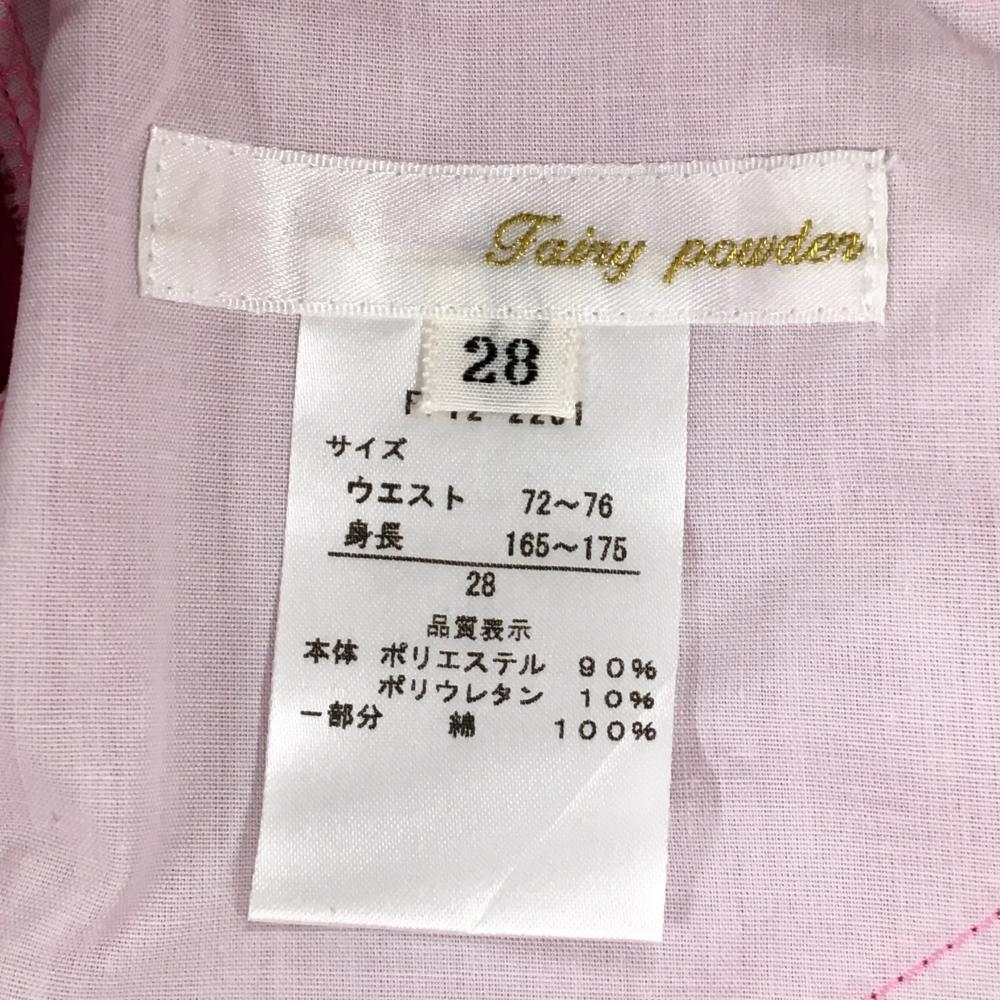 Fairy powder
28
サイズ
ウエスト 72~76
身長 165~175
28
品質表示
本体 ポリエステル 90%
ポリウレタン 10%
一部分 綿 100%